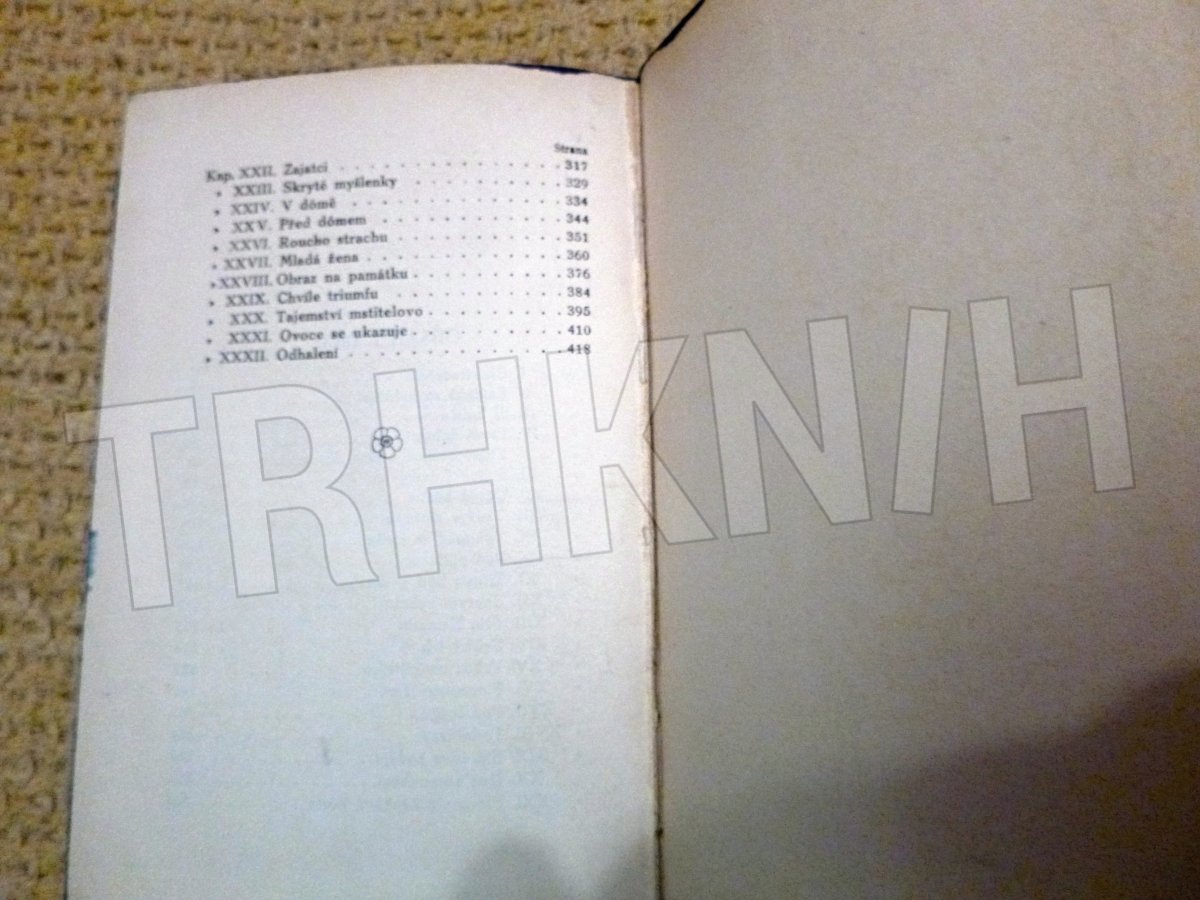 Strana
Kap. XXII. Zajatci . . . . . . . . . . . . . 317
» XXIII. Skryté myšlenky . . . . . . . . . . 329
» XXIV. V dómě . . . . . . . . . . . . . 334
» XXV. Před dómem . . . . . . . . . . . 344
» XXVI. Roucho strachu . . . . . . . . . . 351
» XXVII. Mladá žena . . . . . . . . . . . . 360
» XXVIII. Obraz na památku . . . . . . . . . 376
» XXIX. Chvíle triumfu . . . . . . . . . . 384
» XXX. Tajemství mstitelovo . . . . . . . . . 395
» XXXI. Ovoce se ukazuje . . . . . . . . . . 410
» XXXII. Odhalení . . . . . . . . . . . . . 418
TRHKNIH